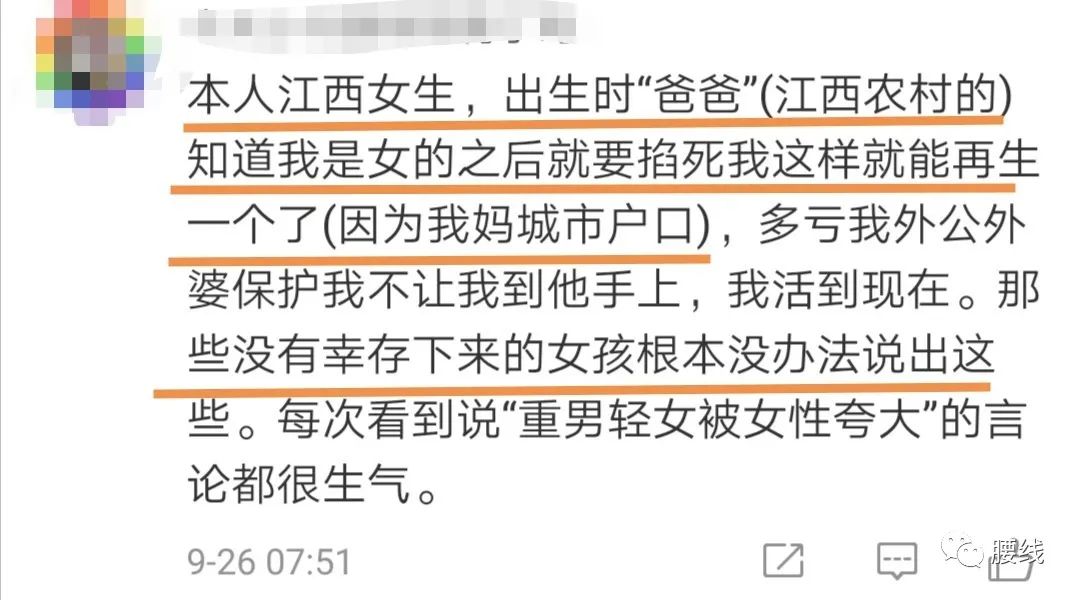 本人江西女生，出生时“爸爸”(江西农村的)
知道我是女的之后就要掐死我这样就能再生
一个了(因为我妈城市户口)，多亏我外公外
婆保护我不让我到他手上，我活到现在。那
些没有幸存下来的女孩根本没办法说出这
些。每次看到说“重男轻女被女性夸大”的言
论都很生气。
9-26 07:51
腰线